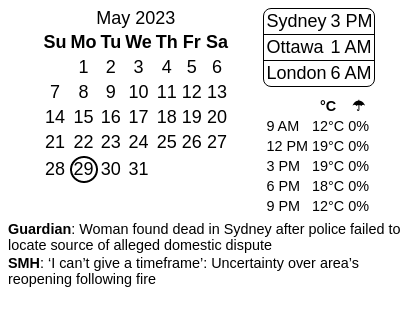 May 2023
Su Mo Tu We Th Fr Sa
1 2 3 4 5 6
7 8 9 10 11 12 13
14 15 16 17 18 19 20
21 22 23 24 25 26 27
28 29 30 31
Sydney 3 PM
Ottawa 1 AM
London 6 AM
°C ☂
9 AM 12°C 0%
12 PM 19°C 0%
3 PM 19°C 0%
6 PM 18°C 0%
9 PM 12°C 0%
Guardian: Woman found dead in Sydney after police failed to
locate source of alleged domestic dispute
SMH: ‘I can’t give a timeframe’: Uncertainty over area’s
reopening following fire